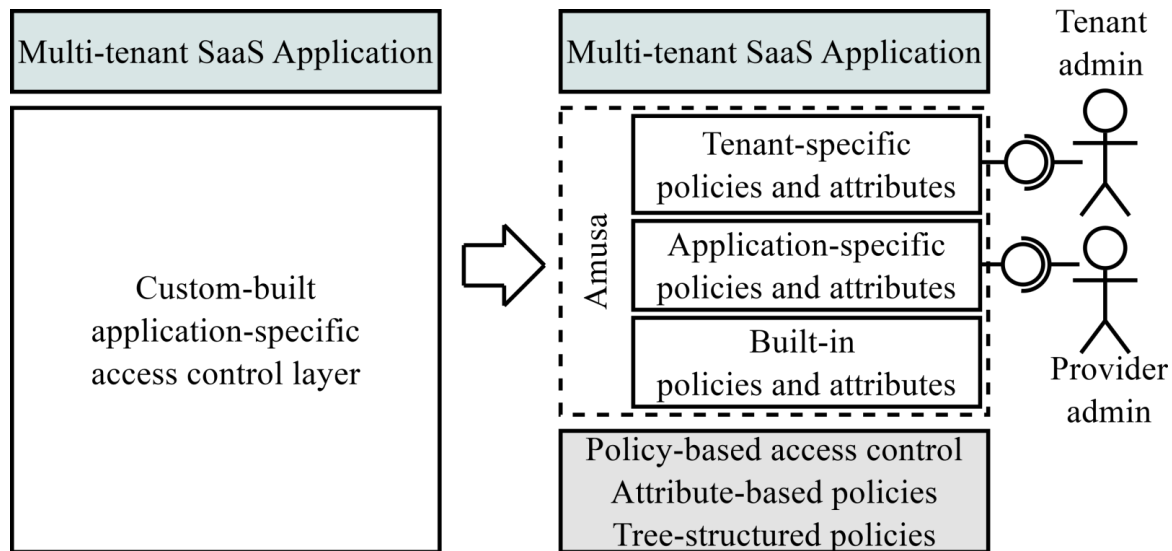 Multi-tenant SaaS Application
Custom-built
application-specific
access control layer
Multi-tenant SaaS Application
Amusa
Tenant-specific
policies and attributes
Application-specific
policies and attributes
Built-in
policies and attributes
Policy-based access control
Attribute-based policies
Tree-structured policies
Tenant
admin
Provider
admin